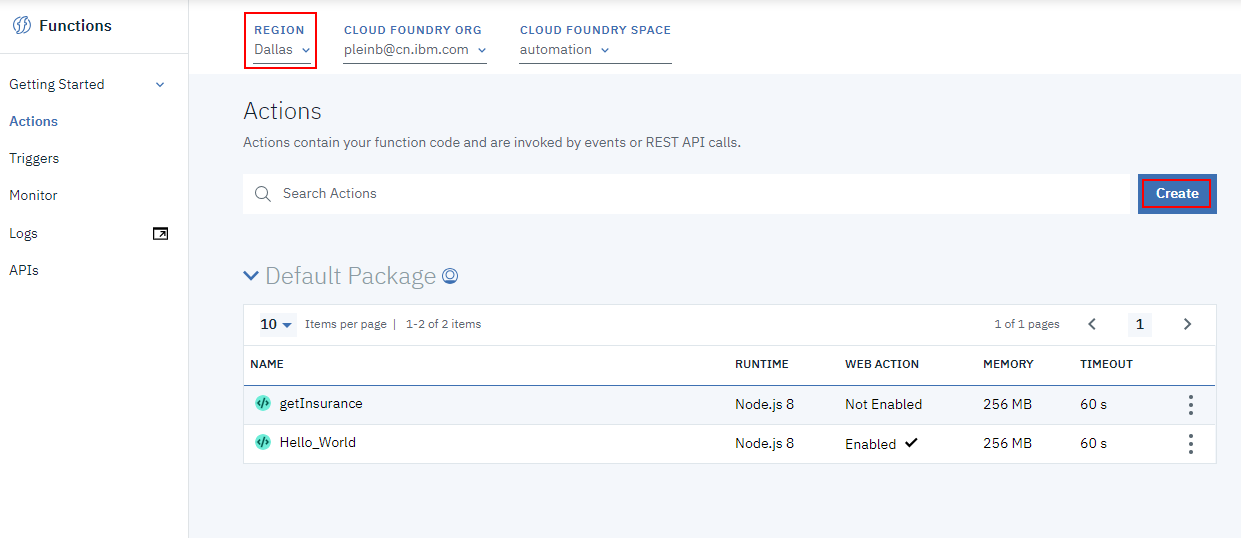 Functions
Getting Started
Actions
Triggers
Monitor
Logs
APIs
REGION CLOUD FOUNDRY ORG CLOUD FOUNDRY SPACE
Dallas pleinb@cn.ibm.com automation
Actions
Actions contain your function code and are invoked by events or REST API calls.
Search Actions Create
Default Package
10 Items per page | 1-2 of 2 items 1 of 1 pages 1
NAME RUNTIME WEB ACTION MEMORY TIMEOUT
getInsurance Node.js 8 Not Enabled 256 MB 60 s
Hello_World Node.js 8 Enabled 256 MB 60 s